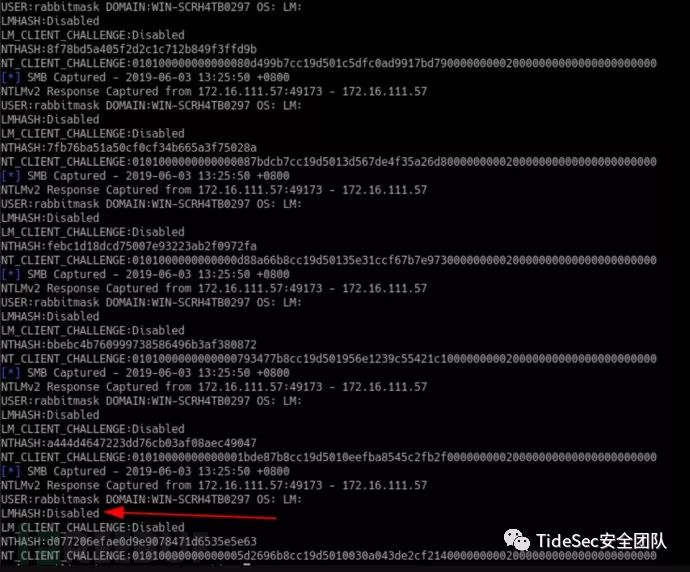 USER:rabbitmask DOMAIN:WIN-SCRH4TB0297 OS: LM:
LMHASH:Disabled
LM_CLIENT_CHALLENGE:Disabled
NTHASH:8f78bd5a405f2d2c1c712b849f3ffd9b
NT_CLIENT_CHALLENGE:010100000000000080d499b7cc19d501c5dfc0ad9917bd790000000002000000000000000000000000
[*] SMB Captured - 2019-06-03 13:25:50 +0800
NTLMv2 Response Captured from 172.16.111.57:49173 - 172.16.111.57
USER:rabbitmask DOMAIN:WIN-SCRH4TB0297 OS: LM:
LMHASH:Disabled
LM_CLIENT_CHALLENGE:Disabled
NTHASH:7fb76ba51a50cf0cf34b665a3f75028a
NT_CLIENT_CHALLENGE:010100000000000087bdcb7cc19d5013d567de4f35a26d80000000002000000000000000000000000
[*] SMB Captured - 2019-06-03 13:25:50 +0800
NTLMv2 Response Captured from 172.16.111.57:49173 - 172.16.111.57
USER:rabbitmask DOMAIN:WIN-SCRH4TB0297 OS: LM:
LMHASH:Disabled
LM_CLIENT_CHALLENGE:Disabled
NTHASH:febc1d18dcd75007e93223ab2f0972fa
NT_CLIENT_CHALLENGE:0101000000000000d88a66b8cc19d50135e31ccf67b7e9730000000002000000000000000000000000
[*] SMB Captured - 2019-06-03 13:25:50 +0800
NTLMv2 Response Captured from 172.16.111.57:49173 - 172.16.111.57
USER:rabbitmask DOMAIN:WIN-SCRH4TB0297 OS: LM:
LMHASH:Disabled
LM_CLIENT_CHALLENGE:Disabled
NTHASH:bbebc4b760999738586496b3af380872
NT_CLIENT_CHALLENGE:0101000000000000793477b8cc19d501956e1239c55421c10000000002000000000000000000000000
[*] SMB Captured - 2019-06-03 13:25:50 +0800
NTLMv2 Response Captured from 172.16.111.57:49173 - 172.16.111.57
USER:rabbitmask DOMAIN:WIN-SCRH4TB0297 OS: LM:
LMHASH:Disabled
LM_CLIENT_CHALLENGE:Disabled
NTHASH:a444d4647223dd76cb03af08aec49047
NT_CLIENT_CHALLENGE:01010000000000001bde87b8cc19d5010eefba8545c2fb2f0000000002000000000000000000000000
[*] SMB Captured - 2019-06-03 13:25:50 +0800
NTLMv2 Response Captured from 172.16.111.57:49173 - 172.16.111.57
USER:rabbitmask DOMAIN:WIN-SCRH4TB0297 OS: LM:
LMHASH:Disabled
LM_CLIENT_CHALLENGE:Disabled
NTHASH:d077206efae0d9e9078471d6535e5e63
NT_CLIENT_CHALLENGE:01010000000000005d2696b8cc19d5010030a043de2cf2140000000002000000000000000000000000
TideSec安全团队